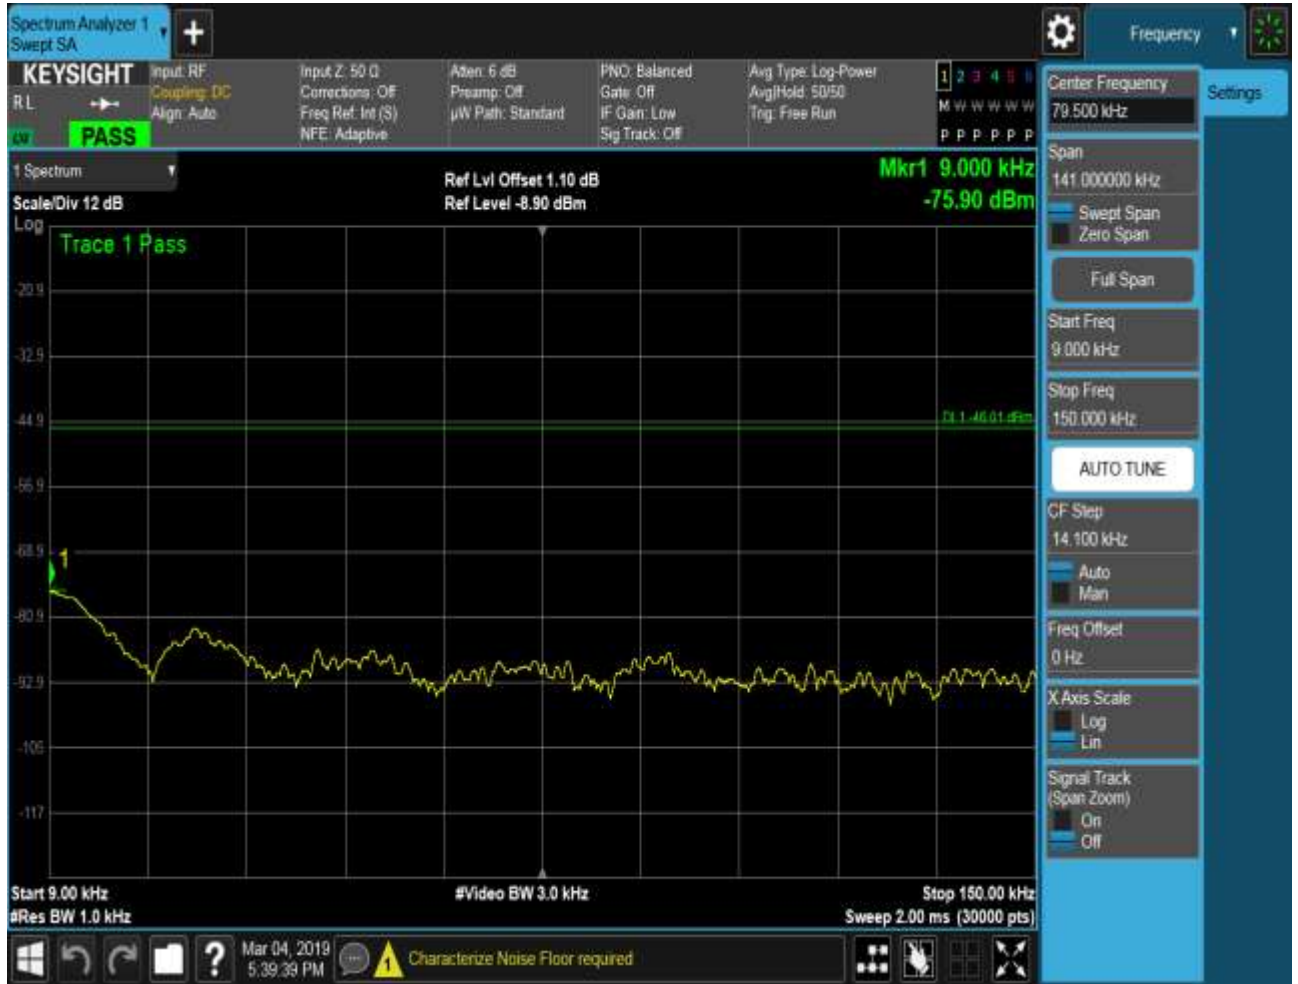 Spectrum Analyzer 1
Swept SA
+
Frequency
KEYSIGHT
RL
PASS
Input: RF
Coupling: DC
Align: Auto
Input Z: 50 Ω
Corrections: Off
Freq Ref: Int (S)
NFE: Adaptive
Atten: 6 dB
Preamp: Off
µW Path: Standard
PNO: Balanced
Gate: Off
IF Gain: Low
Sig Track: Off
Avg Type: Log-Power
Avg|Hold: 50/50
Trig: Free Run
1 2 3 4 5 6
M W W W W W
P P P P P P
1 Spectrum
Scale/Div 12 dB
Ref Lvl Offset 1.10 dB
Ref Level -8.90 dBm
Mkr1 9.000 kHz
-75.90 dBm
Log
Trace 1 Pass
-20.9
-32.9
-44.9
DL1 -46.01 dBm
-56.9
-68.9
1
-80.9
-92.9
-105
-117
Start 9.00 kHz
#Video BW 3.0 kHz
Stop 150.00 kHz
#Res BW 1.0 kHz
Sweep 2.00 ms (30000 pts)
Center Frequency
79.500 kHz
Settings
Span
141.000000 kHz
Swept Span
Zero Span
Full Span
Start Freq
9.000 kHz
Stop Freq
150.000 kHz
AUTO TUNE
CF Step
14.100 kHz
Auto
Man
Freq Offset
0 Hz
X Axis Scale
Log
Lin
Signal Track
(Span Zoom)
On
Off
?
Mar 04, 2019
5:39:39 PM
1
Characterize Noise Floor required